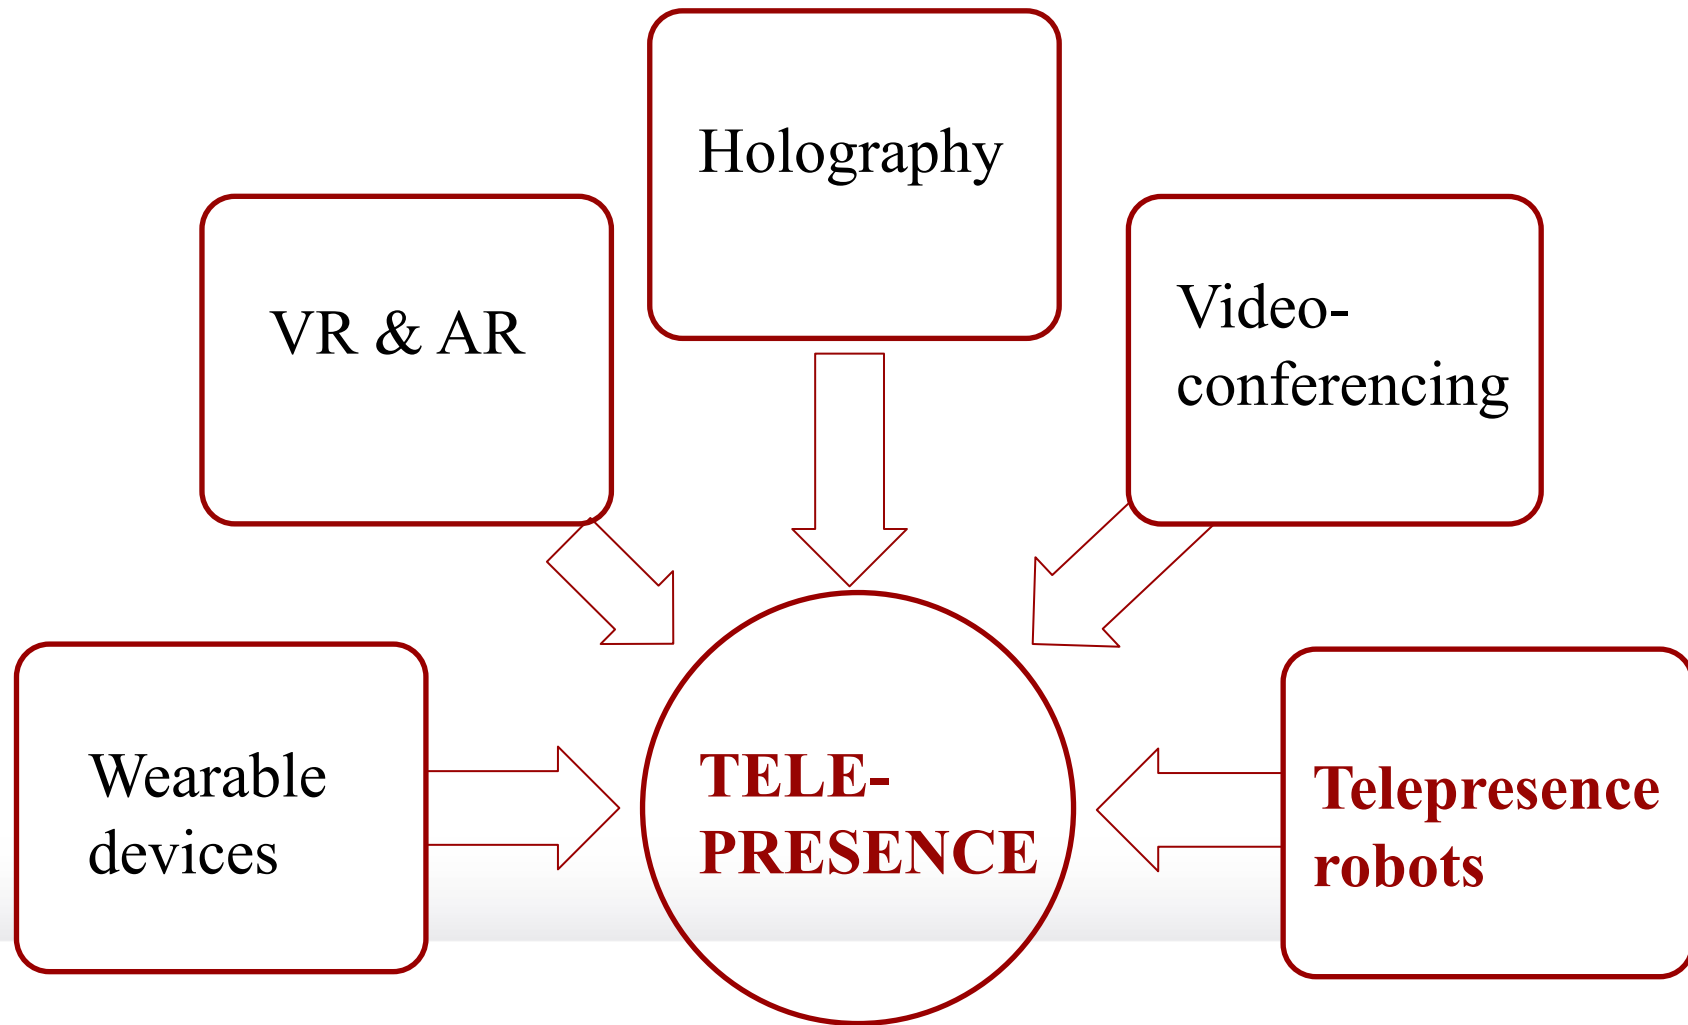 Holography
VR & AR
Video-
conferencing
Wearable
devices
TELE-
PRESENCE
Telepresence
robots